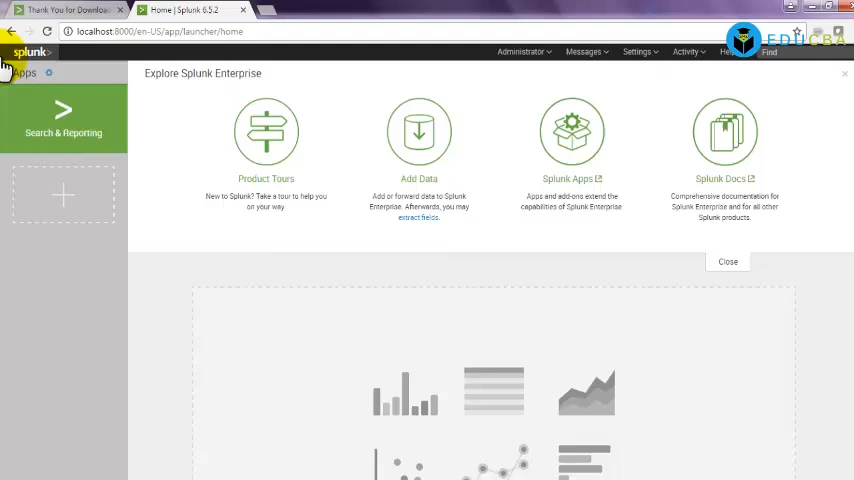 Thank You for Downloa
Home | Splunk 6.5.2
localhost:8000/en-US/app/launcher/home
splunk>
Administrator
Messages
Settings
Activity
Find
EDUCBA
Apps
Explore Splunk Enterprise
Search & Reporting
Product Tours
Add Data
Splunk Apps
Splunk Docs
New to Splunk? Take a tour to help you
on your way.
Add or forward data to Splunk
Enterprise. Afterwards, you may
extract fields.
Apps and add-ons extend the
capabilities of Splunk Enterprise
Comprehensive documentation for
Splunk Enterprise and for all other
Splunk products.
Close